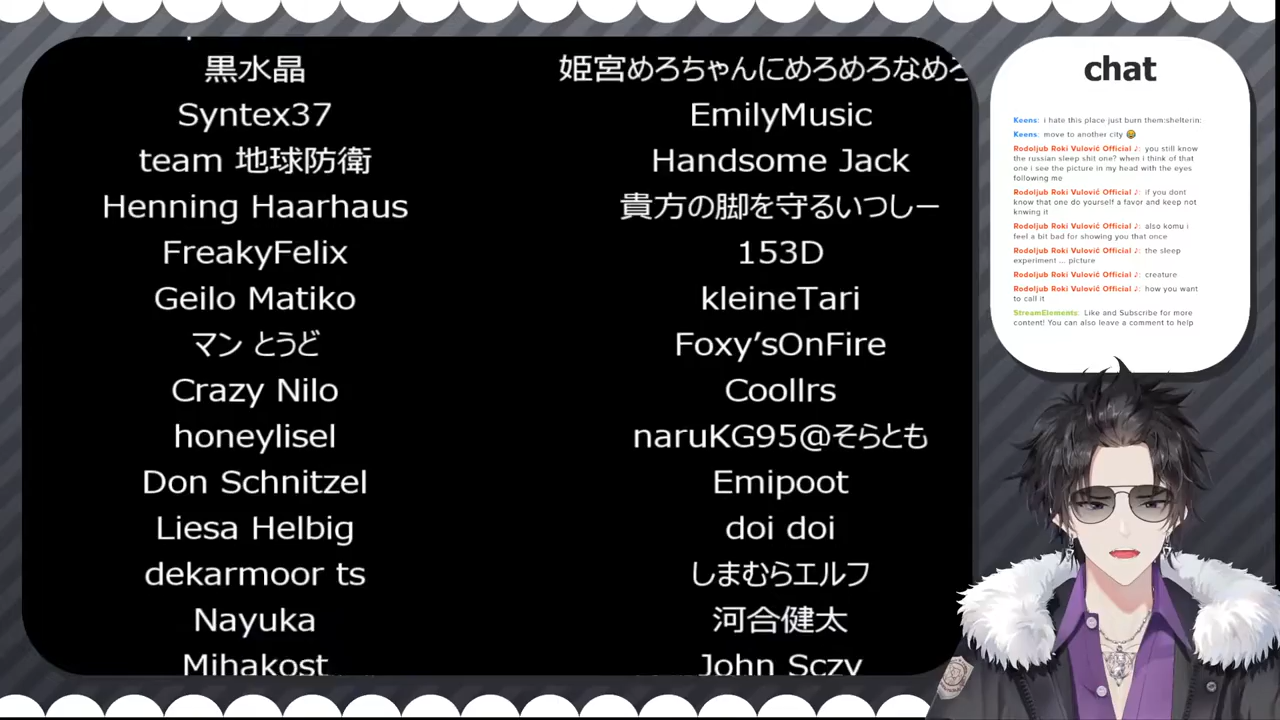 黒水晶
Syntex37
team 地球防衛
Henning Haarhaus
FreakyFelix
Geilo Matiko
マン とうど
Crazy Nilo
honeylisel
Don Schnitzel
Liesa Helbig
dekarmoor ts
Nayuka
Mihakost
姫宮めろちゃんにめろめろなめろ
EmilyMusic
Handsome Jack
貴方の脚を守るいつしー
153D
kleineTari
Foxy’sOnFire
Coollrs
naruKG95@そらとも
Emipoot
doi doi
しまむらエルフ
河合健太
John Sczy
chat
Keens: i hate this place just burn them:shelterin:
Keens: move to another city 😂
Rodoljub Roki Vulović Official ♪: you still know
the russian sleep shit one? when i think of that
one i see the picture in my head with the eyes
following me
Rodoljub Roki Vulović Official ♪: if you dont
know that one do yourself a favor and keep not
knwing it
Rodoljub Roki Vulović Official ♪: also komu i
feel a bit bad for showing you that once
Rodoljub Roki Vulović Official ♪: the sleep
experiment ... picture
Rodoljub Roki Vulović Official ♪: creature
Rodoljub Roki Vulović Official ♪: how you want
to call it
StreamElements: Like and Subscribe for more
content! You can also leave a comment to help